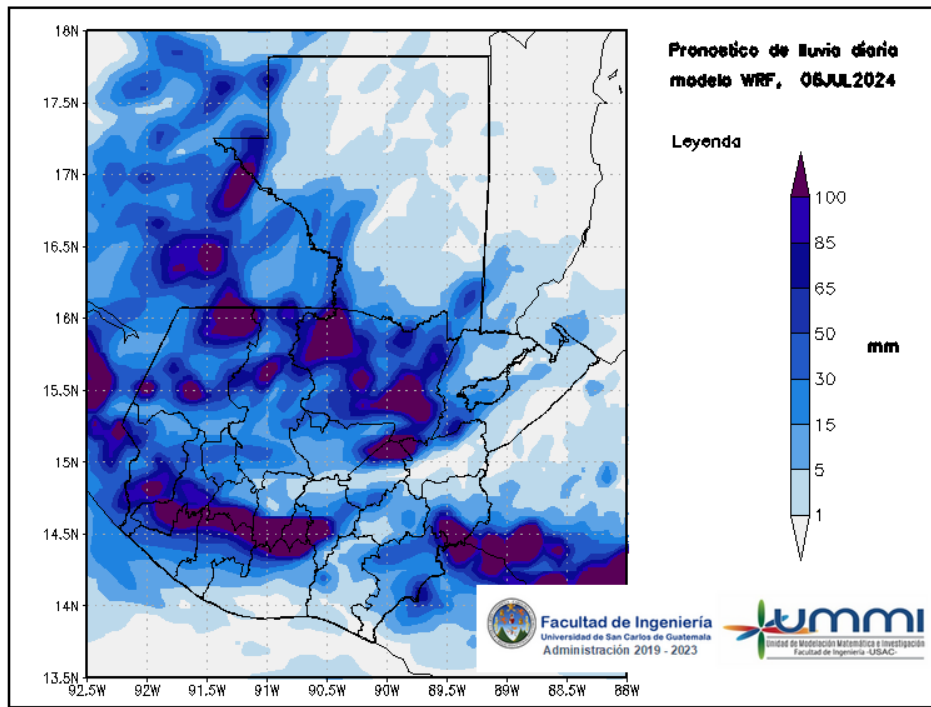 18N
17.5N
17N
16.5N
16N
15.5N
15N
14.5N
14N
13.5N
92.5W
92W
91.5W
91W
90.5W
90W
89.5W
89W
88.5W
88W
Pronostico de lluvia diaria
modelo WRF, 06JUL2024
Leyenda
100
85
65
50
30
15
5
1
mm
Facultad de Ingeniería
Universidad de San Carlos de Guatemala
Administración 2019 - 2023
UMMI
Unidad de Modelación Matemática e Investigación
Facultad de Ingeniería -USAC-